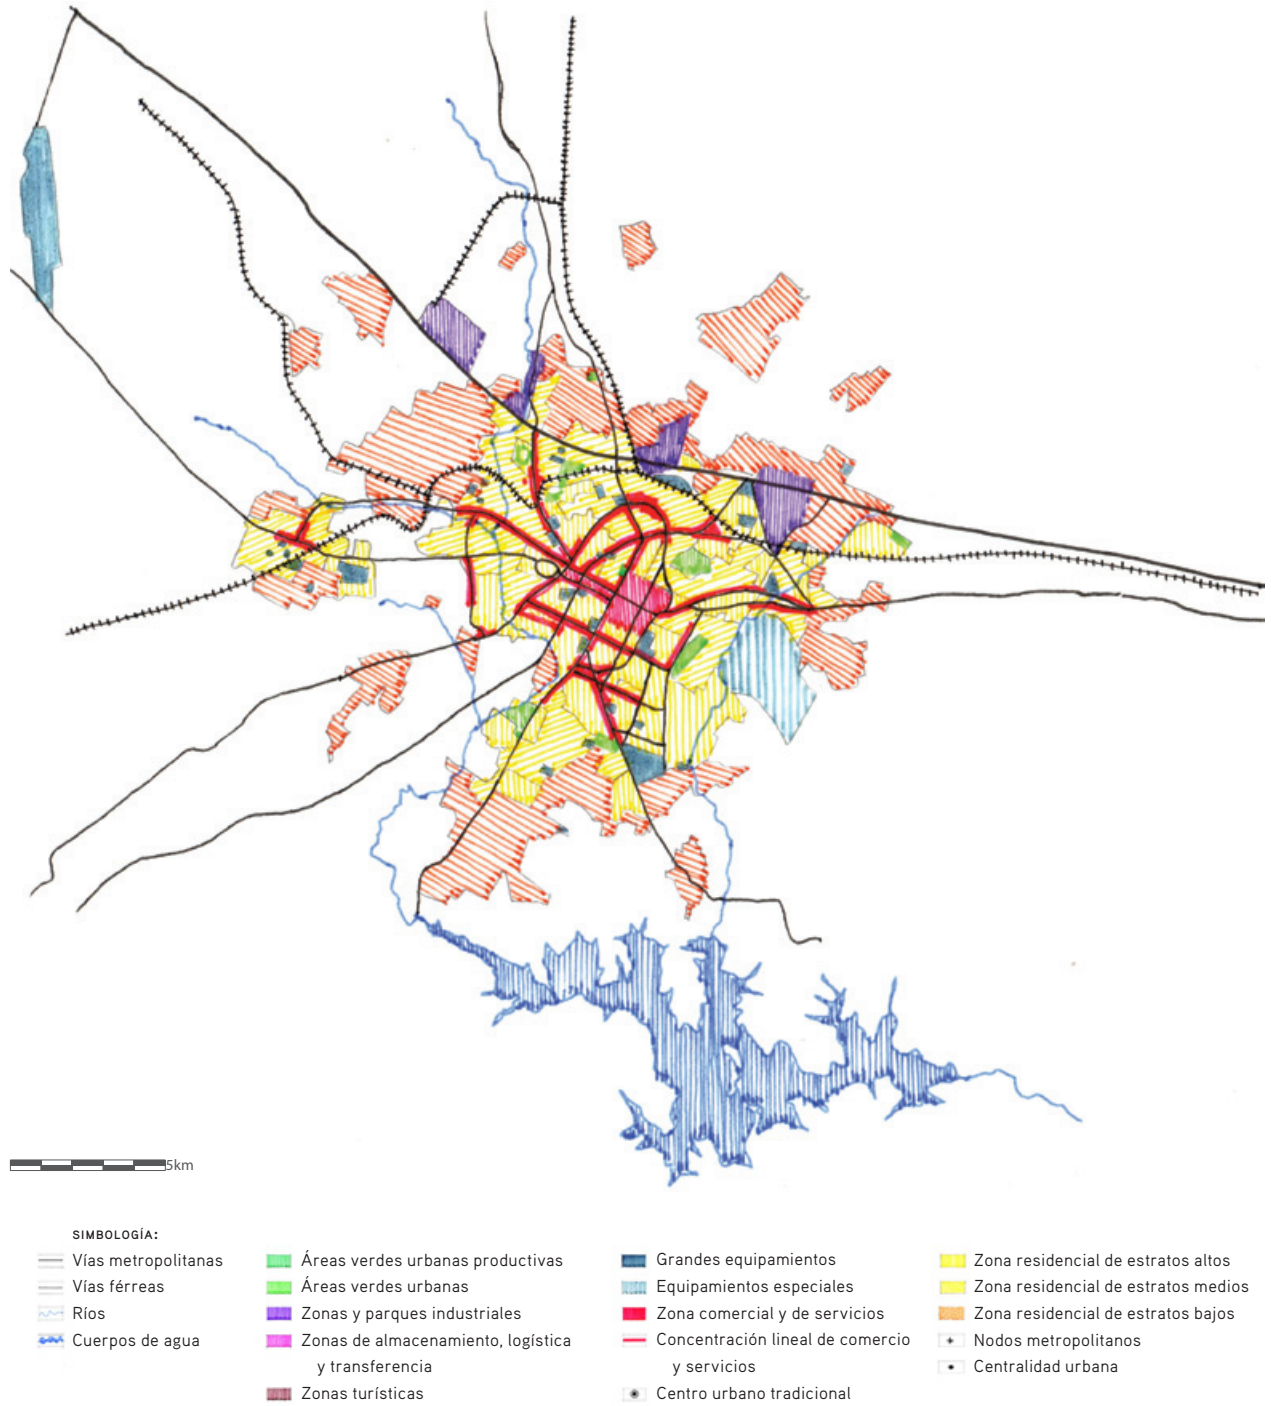 5km
SIMBOLOGÍA:
Vías metropolitanas
Vías férreas
Ríos
Cuerpos de agua
Áreas verdes urbanas productivas
Áreas verdes urbanas
Zonas y parques industriales
Zonas de almacenamiento, logística
y transferencia
Zonas turísticas
Grandes equipamientos
Equipamientos especiales
Zona comercial y de servicios
Concentración lineal de comercio
y servicios
Centro urbano tradicional
Zona residencial de estratos altos
Zona residencial de estratos medios
Zona residencial de estratos bajos
Nodos metropolitanos
Centralidad urbana